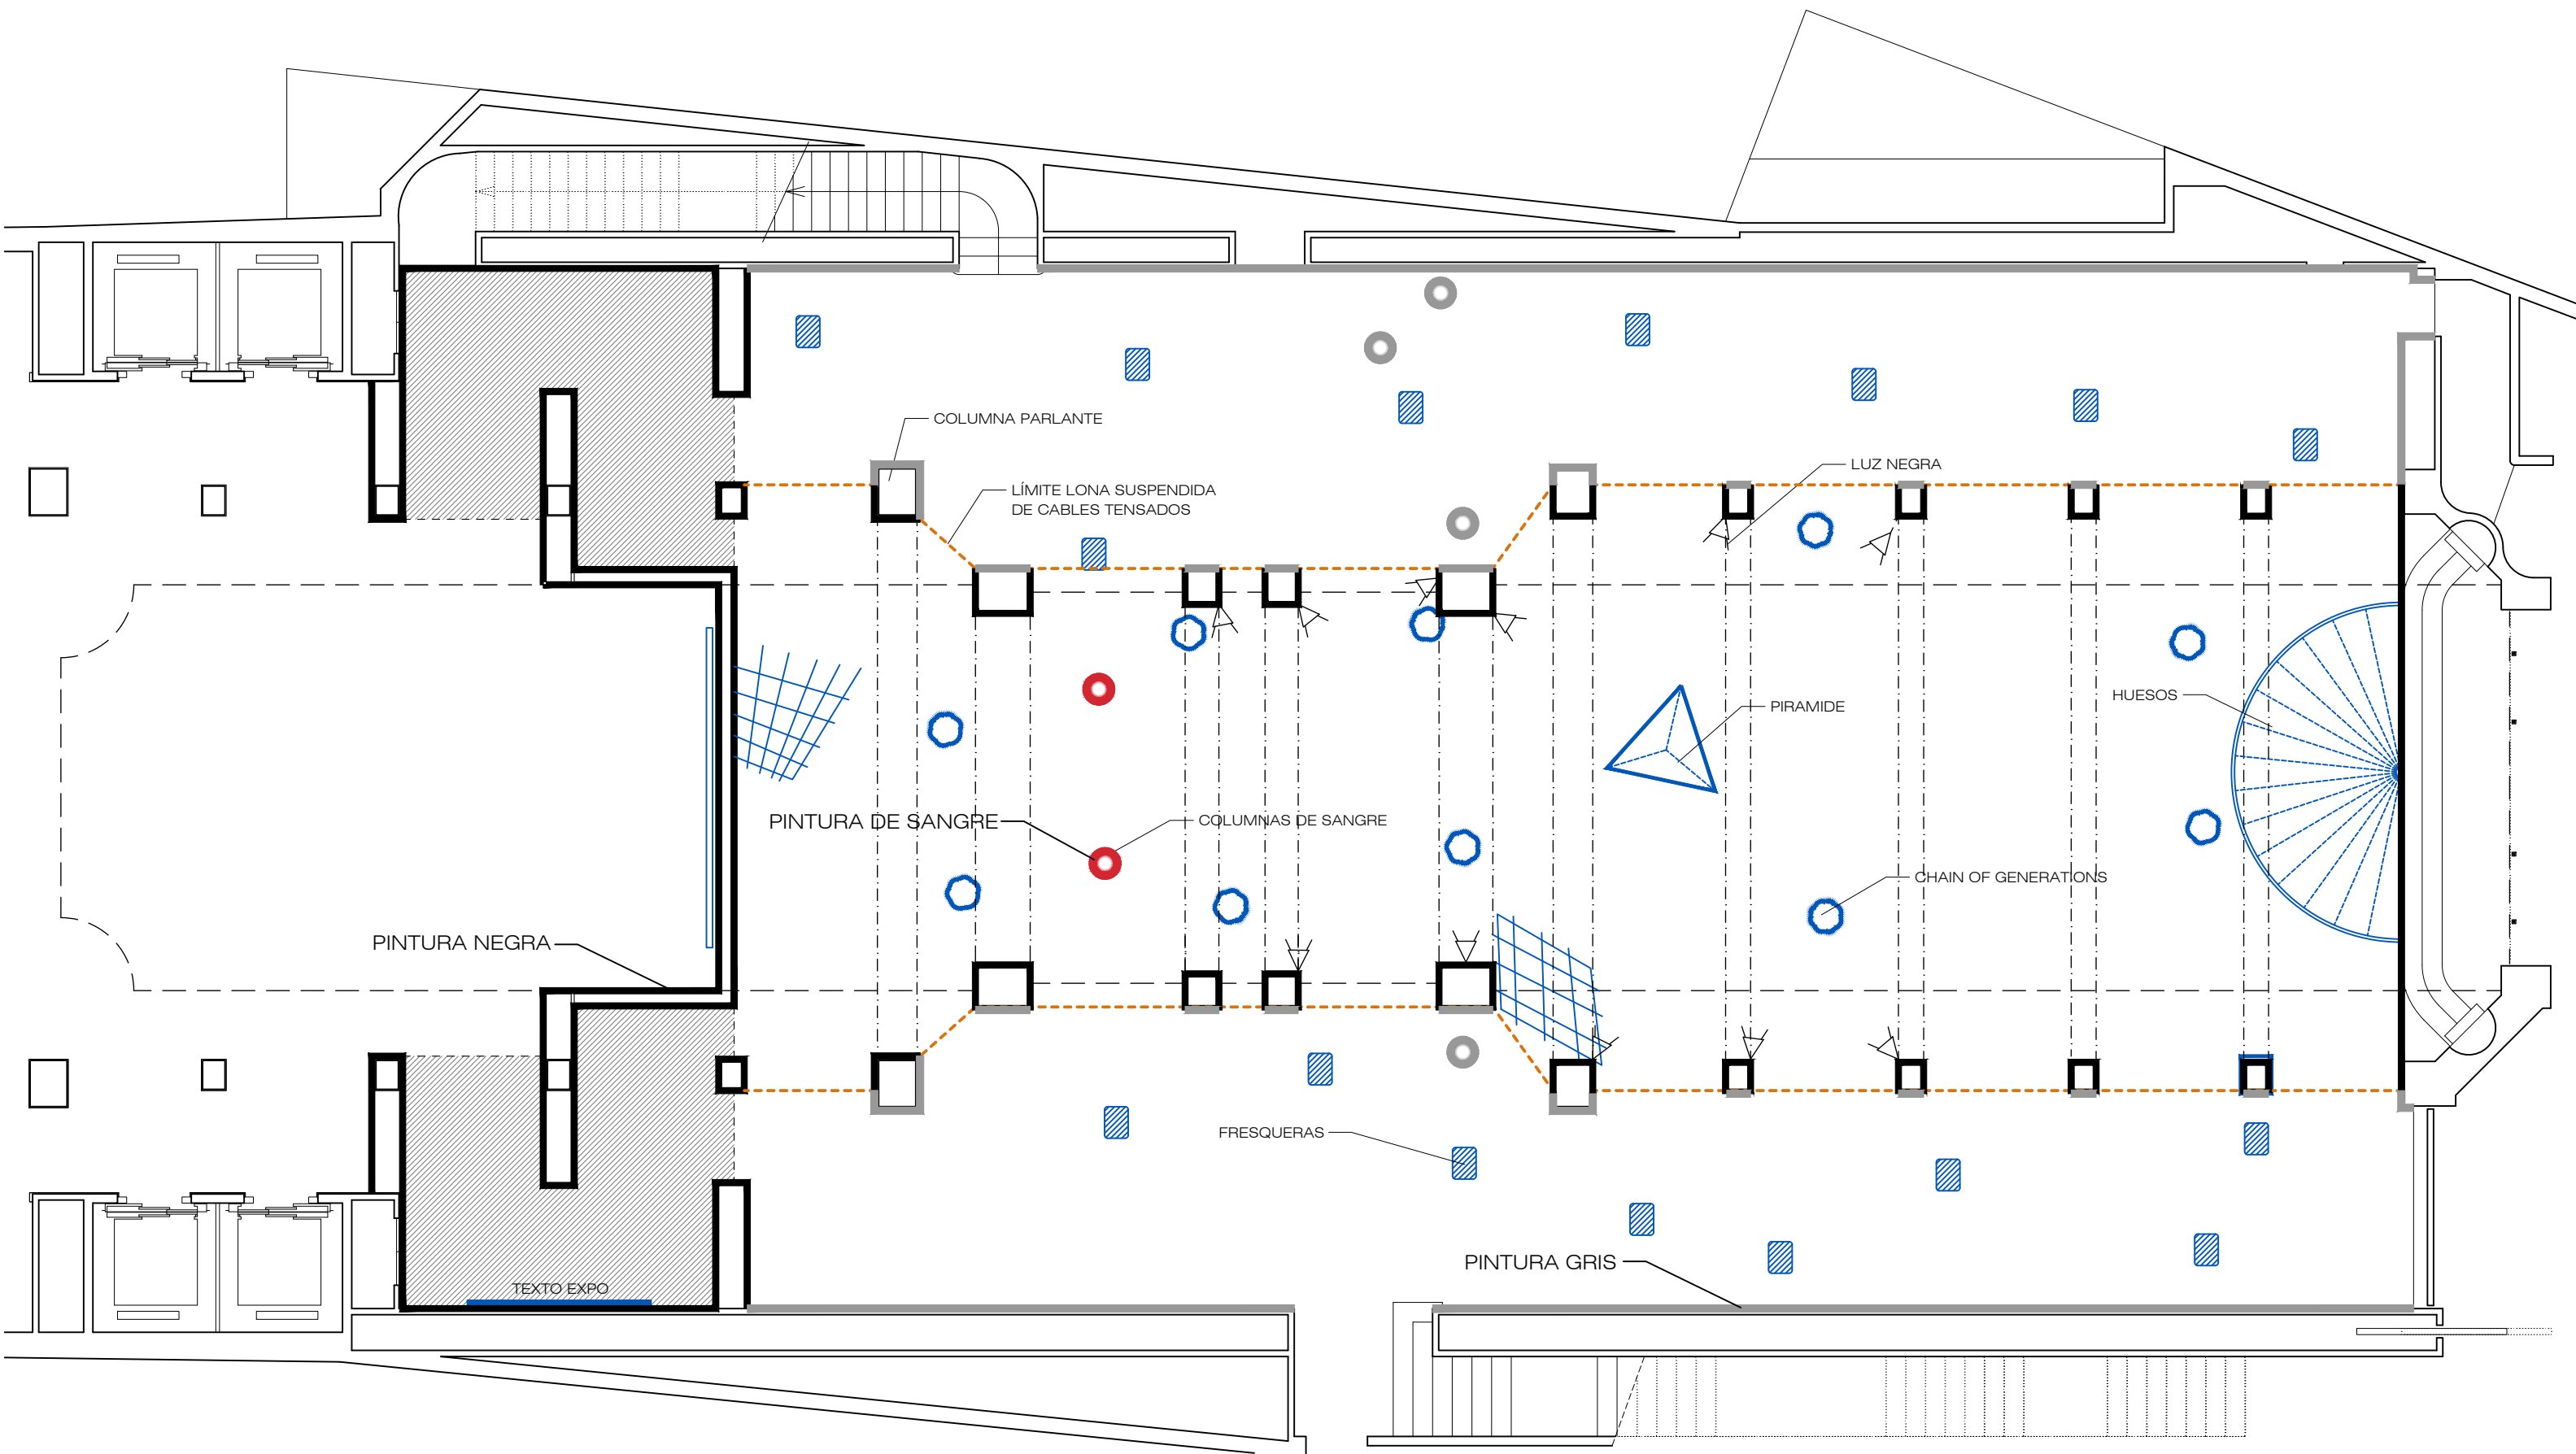 COLUMNA PARLANTE
LUZ NEGRA
LÍMITE LONA SUSPENDIDA
DE CABLES TENSADOS
HUESOS
PIRAMIDE
PINTURA DE SANGRE
COLUMNAS DE SANGRE
CHAIN OF GENERATIONS
PINTURA NEGRA
FRESQUERAS
PINTURA GRIS
TEXTO EXPO